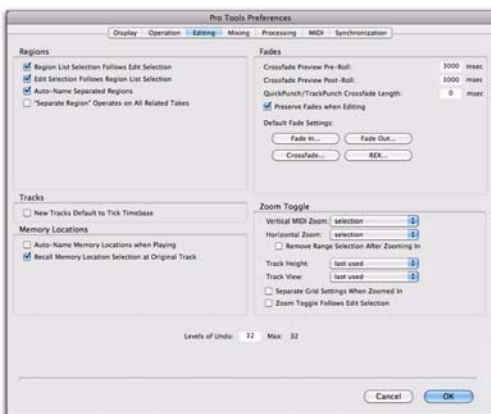 Pro Tools Preferences
Display Operation Editing Mixing Processing MIDI Synchronization
Regions
Region List Selection Follows Edit Selection
Edit Selection Follows Region List Selection
Auto-Name Separated Regions
"Separate Region" Operates on All Related Takes
Tracks
New Tracks Default to Tick Timebase
Memory Locations
Auto-Name Memory Locations when Playing
Recall Memory Location Selection at Original Track
Fades
Crossfade Preview Pre-Roll: 3000 msec
Crossfade Preview Post-Roll: 3000 msec
QuickPunch/TrackPunch Crossfade Length: 0 msec
Preserve Fades when Editing
Default Fade Settings:
Fade In... Fade Out...
Crossfade... REX...
Zoom Toggle
Vertical MIDI Zoom: selection
Horizontal Zoom: selection
Remove Range Selection After Zooming In
Track Height: last used
Track View: last used
Separate Grid Settings When Zoomed In
Zoom Toggle Follows Edit Selection
Levels of Undo: 32 Max: 32
Cancel OK